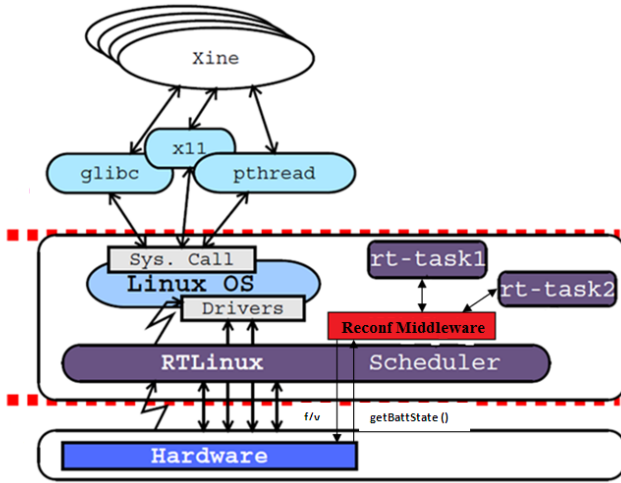 Xine
x11
glibc
pthread
Sys. Call
Linux OS
Drivers
rt-task1
rt-task2
Reconf Middleware
RTLinux Scheduler
f/v
getBattState ()
Hardware